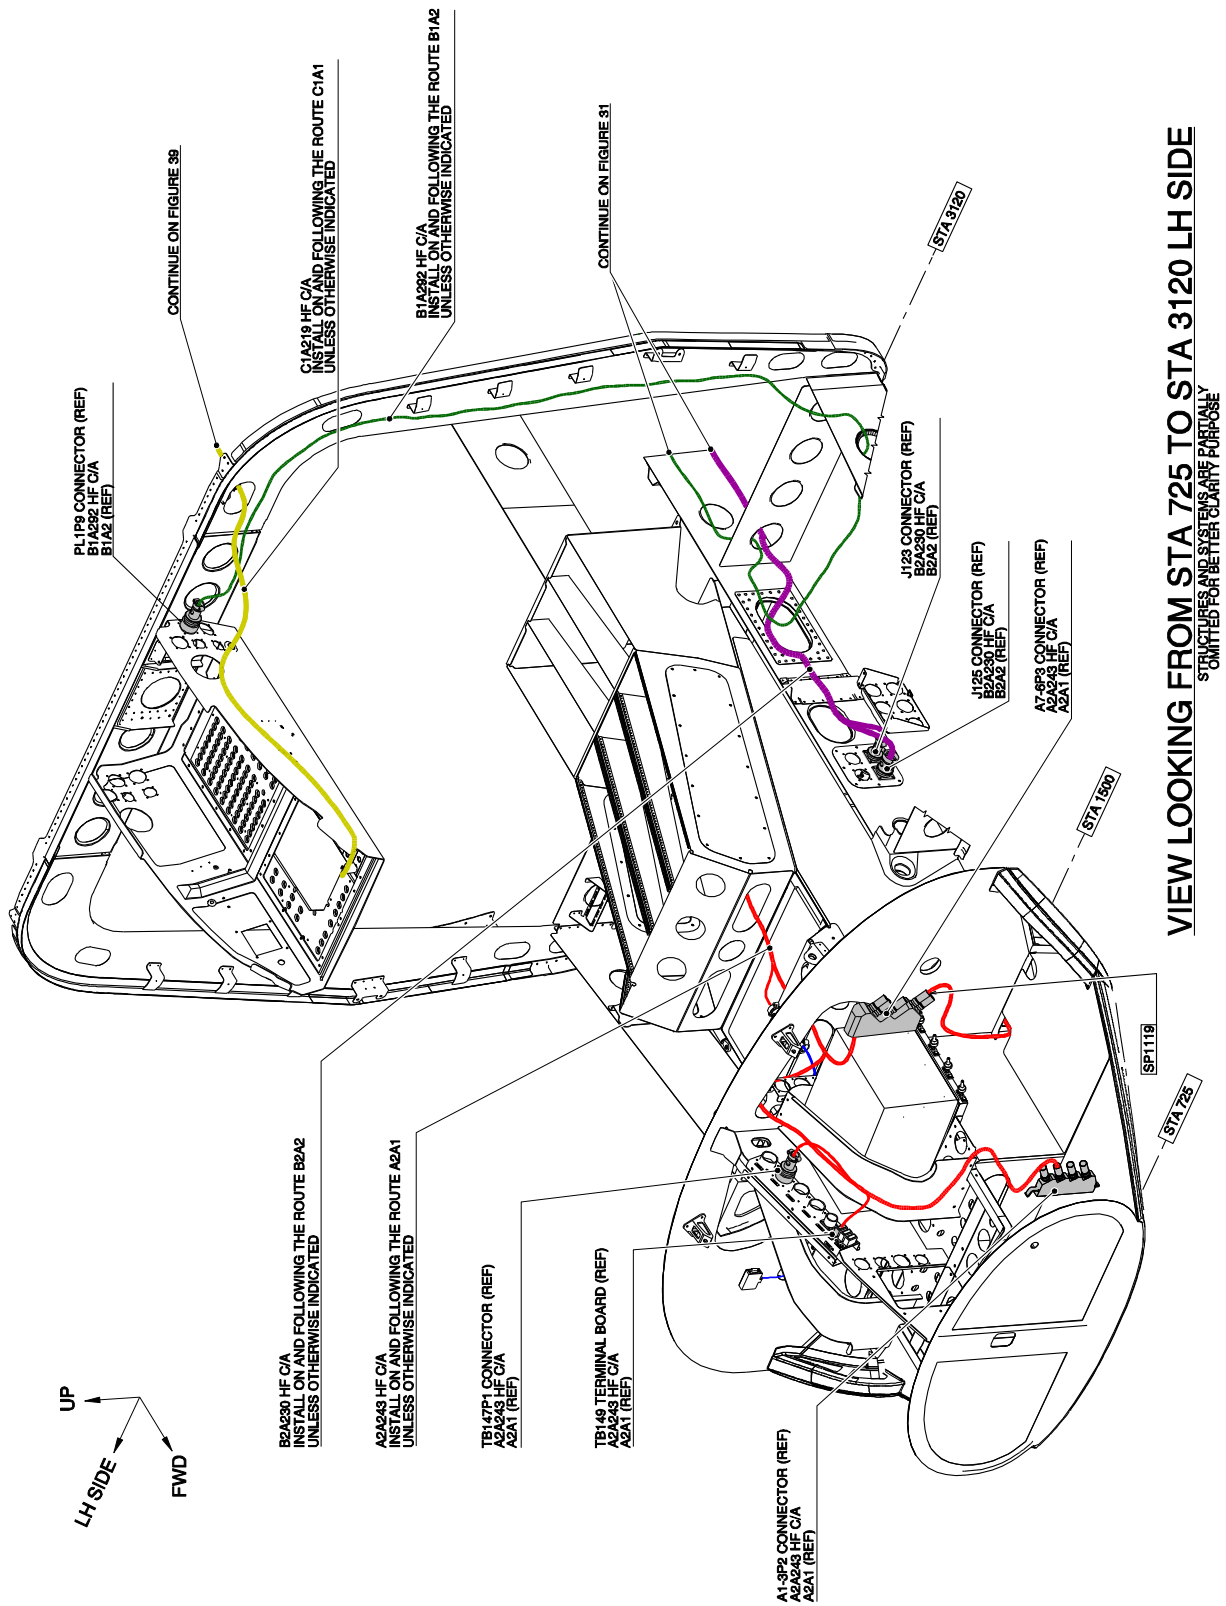 CONTINUE ON FIGURE 39
C1A219 HF C/A
INSTALL ON AND FOLLOWING THE ROUTE C1A1
UNLESS OTHERWISE INDICATED
B1A292 HF C/A
INSTALL ON AND FOLLOWING THE ROUTE B1A2
UNLESS OTHERWISE INDICATED
CONTINUE ON FIGURE 31
PL1P9 CONNECTOR (REF)
B1A292 HF C/A
B1A2 (REF)
STA 3120
J123 CONNECTOR (REF)
B2A230 HF C/A
B2A2 (REF)
J125 CONNECTOR (REF)
B2A230 HF C/A
B2A2 (REF)
A7-6P3 CONNECTOR (REF)
A2A243 HF C/A
A2A1 (REF)
STA 1500
SP1119
STA 725
B2A230 HF C/A
INSTALL ON AND FOLLOWING THE ROUTE B2A2
UNLESS OTHERWISE INDICATED
A2A243 HF C/A
INSTALL ON AND FOLLOWING THE ROUTE A2A1
UNLESS OTHERWISE INDICATED
TB147P1 CONNECTOR (REF)
A2A243 HF C/A
A2A1 (REF)
TB149 TERMINAL BOARD (REF)
A2A243 HF C/A
A2A1 (REF)
A1-3P2 CONNECTOR (REF)
A2A243 HF C/A
A2A1 (REF)
UP
LH SIDE
FWD
VIEW LOOKING FROM STA 725 TO STA 3120 LH SIDE
STRUCTURES AND SYSTEMS ARE PARTIALLY
OMITTED FOR BETTER CLARITY PURPOSE